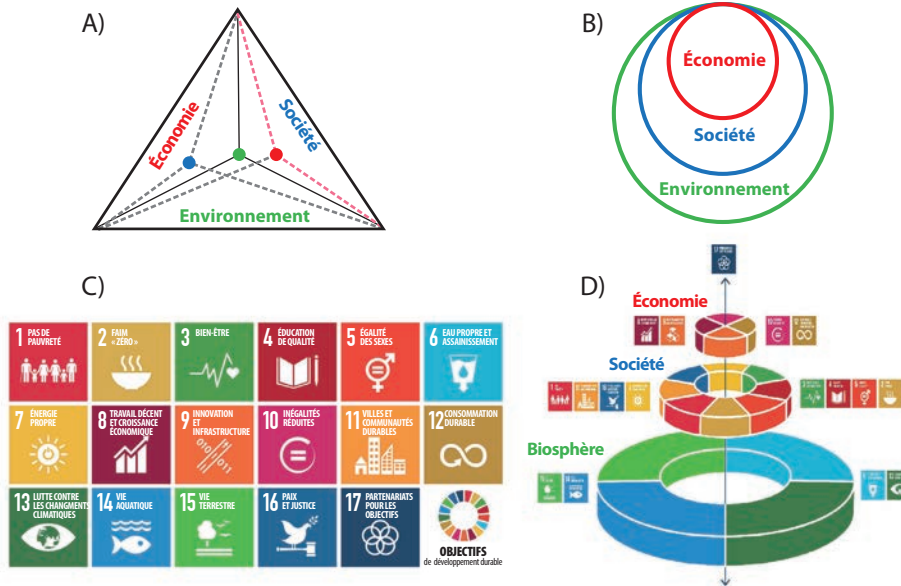 A)
Économie
Société
Environnement
B)
Économie
Société
Environnement
C)
1 PAS DE
PAUVRETÉ
2 FAIM
« ZÉRO »
3 BIEN-ÊTRE
4 ÉDUCATION
DE QUALITÉ
5 ÉGALITÉ
DES SEXES
6 EAU PROPRE ET
ASSAINISSEMENT
7 ÉNERGIE
PROPRE
8 TRAVAIL DÉCENT
ET CROISSANCE
ÉCONOMIQUE
9 INNOVATION
ET
INFRASTRUCTURE
010
01011
10 INÉGALITÉS
RÉDUITES
11 VILLES ET
COMMUNAUTÉS
DURABLES
12 CONSOMMATION
DURABLE
13 LUTTE CONTRE
LES CHANGMENTS
CLIMATIQUES
14 VIE
AQUATIQUE
15 VIE
TERRESTRE
16 PAIX
ET JUSTICE
17 PARTENARIATS
POUR LES
OBJECTIFS
OBJECTIFS
de développement durable
D)
Économie
Société
Biosphère